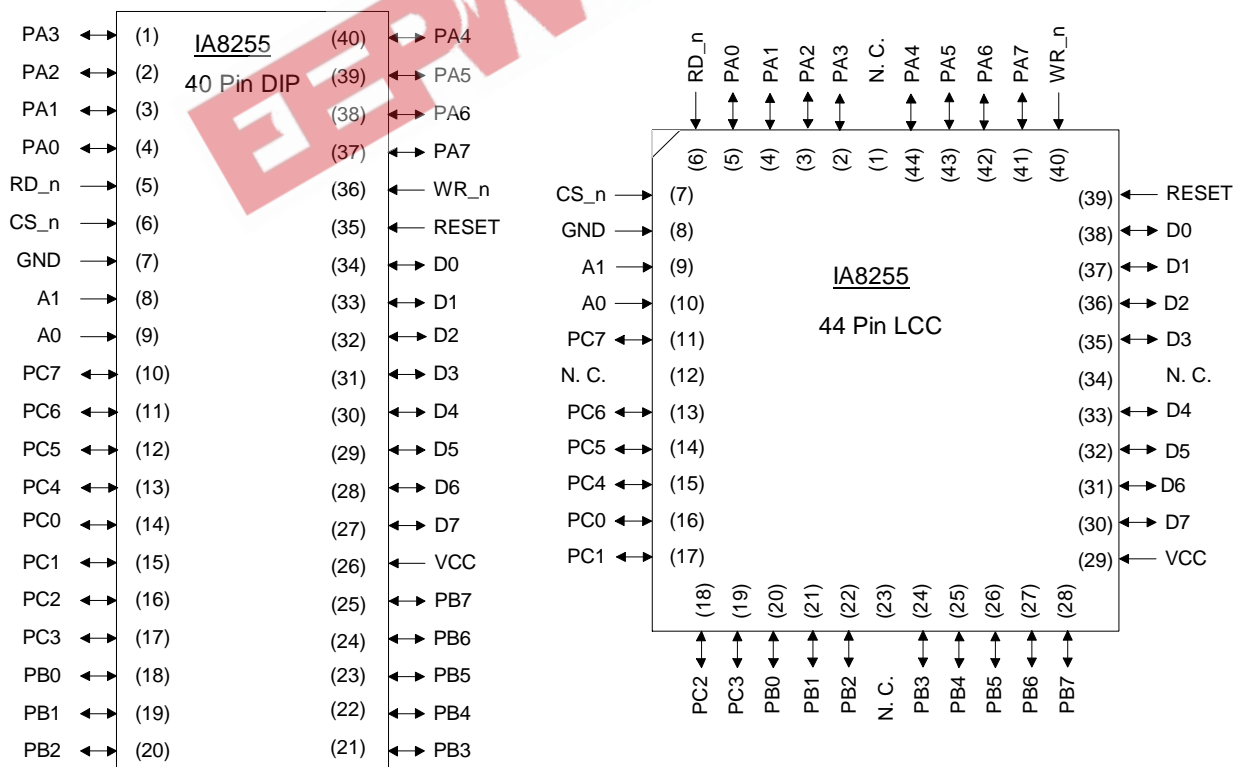 IA8255
40 Pin DIP
PA3 (1) (40) PA4
PA2 (2) (39) PA5
PA1 (3) (38) PA6
PA0 (4) (37) PA7
RD_n (5) (36) WR_n
CS_n (6) (35) RESET
GND (7) (34) D0
A1 (8) (33) D1
A0 (9) (32) D2
PC7 (10) (31) D3
PC6 (11) (30) D4
PC5 (12) (29) D5
PC4 (13) (28) D6
PC0 (14) (27) D7
PC1 (15) (26) VCC
PC2 (16) (25) PB7
PC3 (17) (24) PB6
PB0 (18) (23) PB5
PB1 (19) (22) PB4
PB2 (20) (21) PB3
RD_n PA0 PA1 PA2 PA3 N. C. PA4 PA5 PA6 PA7 WR_n
(6) (5) (4) (3) (2) (1) (44) (43) (42) (41) (40)
CS_n (7) (39) RESET
GND (8) (38) D0
A1 (9) (37) D1
A0 (10) (36) D2
PC7 (11) (35) D3
N. C. (12) (34) N. C.
PC6 (13) (33) D4
PC5 (14) (32) D5
PC4 (15) (31) D6
PC0 (16) (30) D7
PC1 (17) (29) VCC
IA8255
44 Pin LCC
(18) (19) (20) (21) (22) (23) (24) (25) (26) (27) (28)
PC2 PC3 PB0 PB1 PB2 N. C. PB3 PB4 PB5 PB6 PB7